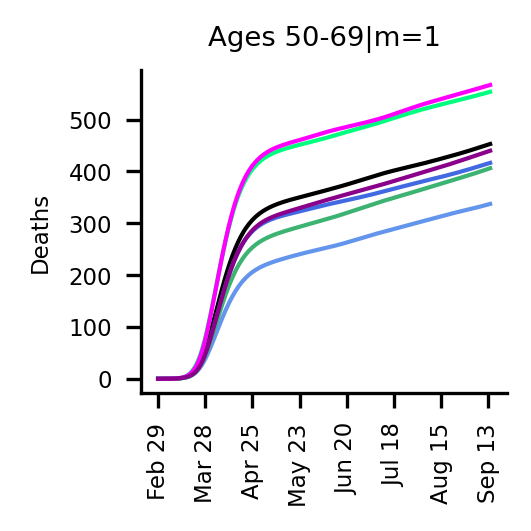 Ages 50-69|m=1
Deaths
500
400
300
200
100
0
Feb 29
Mar 28
Apr 25
May 23
Jun 20
Jul 18
Aug 15
Sep 13